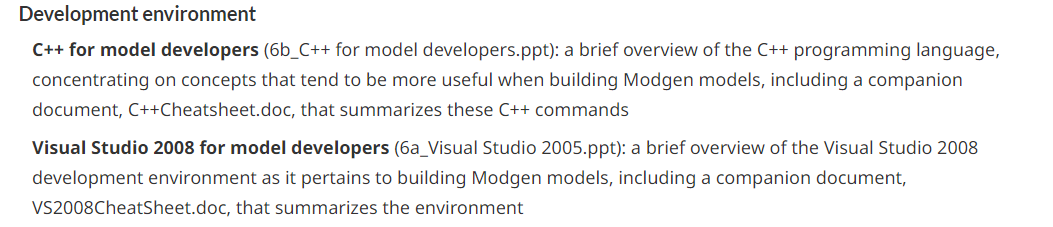 Development environment
C++ for model developers (6b_C++ for model developers.ppt): a brief overview of the C++ programming language,
concentrating on concepts that tend to be more useful when building Modgen models, including a companion
document, C++Cheatsheet.doc, that summarizes these C++ commands
Visual Studio 2008 for model developers (6a_Visual Studio 2005.ppt): a brief overview of the Visual Studio 2008
development environment as it pertains to building Modgen models, including a companion document,
VS2008CheatSheet.doc, that summarizes the environment